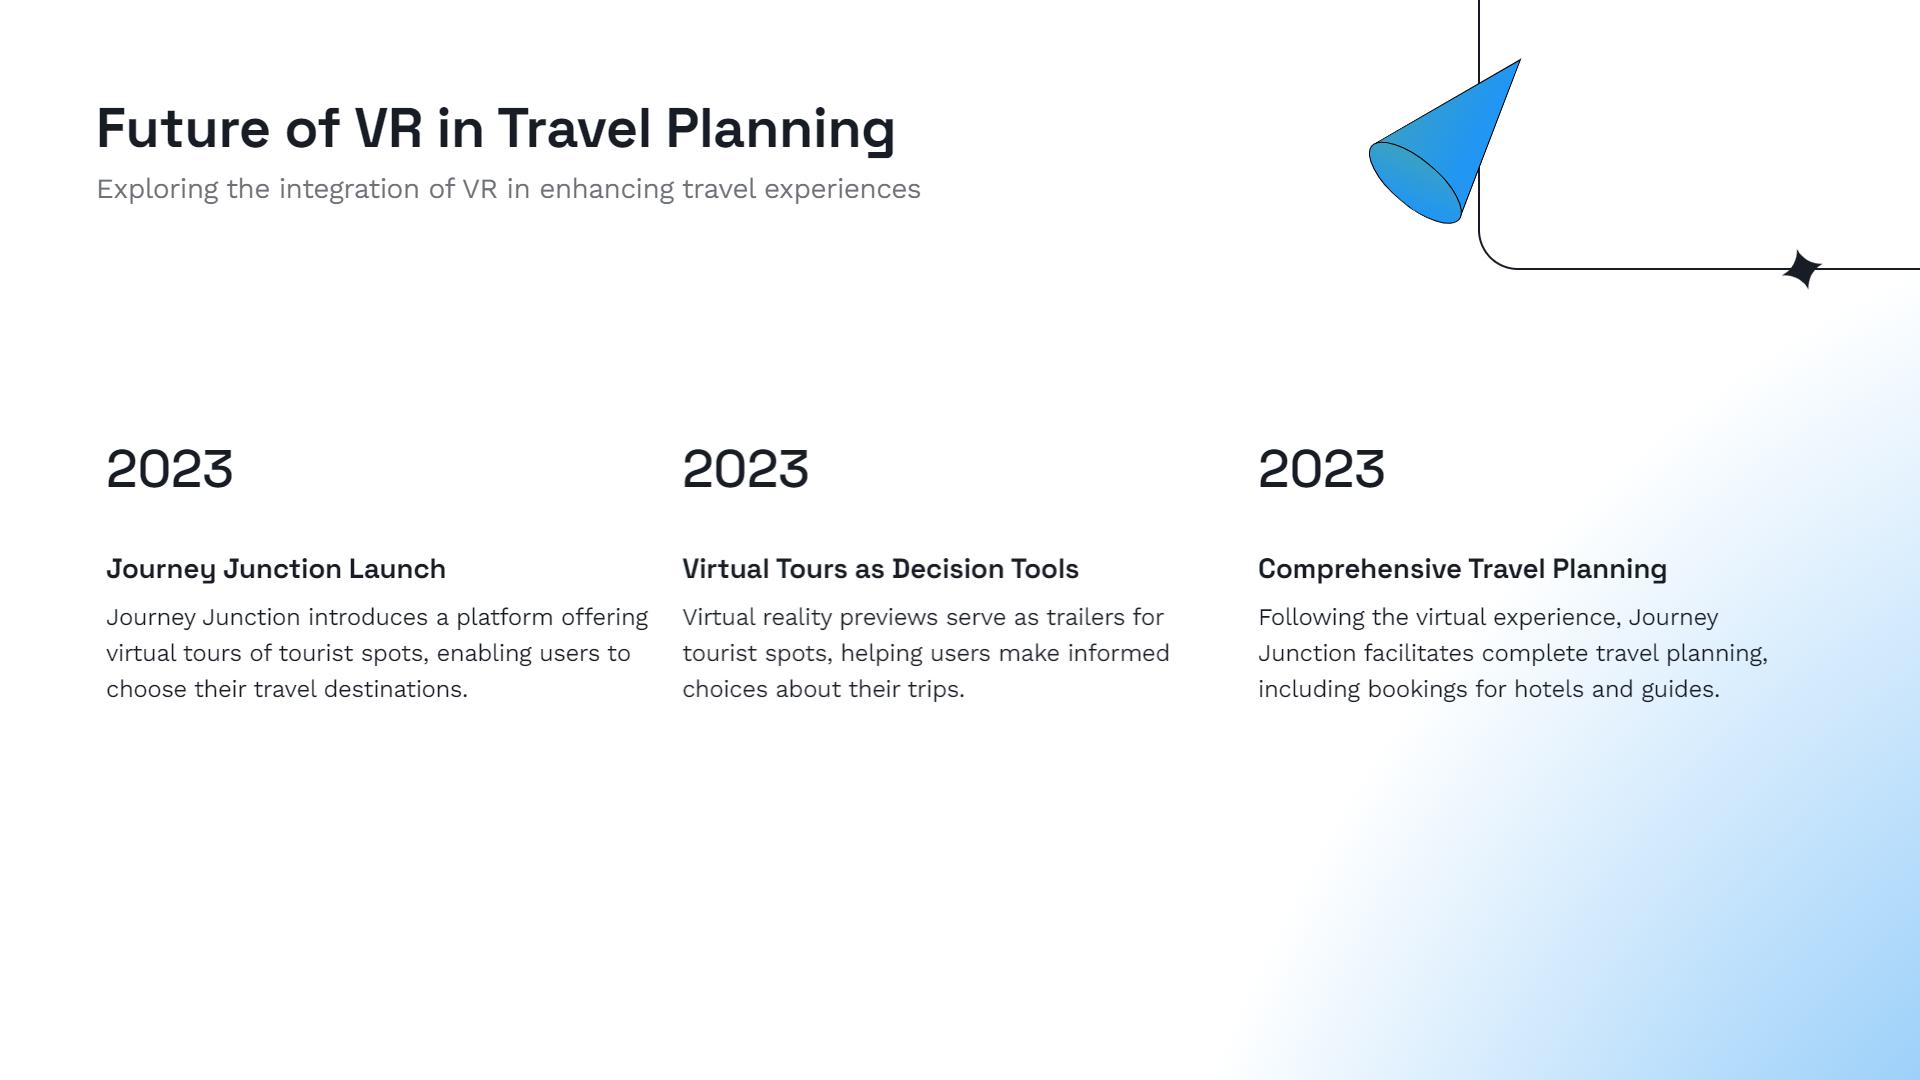 Future of VR in Travel Planning
Exploring the integration of VR in enhancing travel experiences
2023
Journey Junction Launch
Journey Junction introduces a platform offering
virtual tours of tourist spots, enabling users to
choose their travel destinations.
2023
Virtual Tours as Decision Tools
Virtual reality previews serve as trailers for
tourist spots, helping users make informed
choices about their trips.
2023
Comprehensive Travel Planning
Following the virtual experience, Journey
Junction facilitates complete travel planning,
including bookings for hotels and guides.